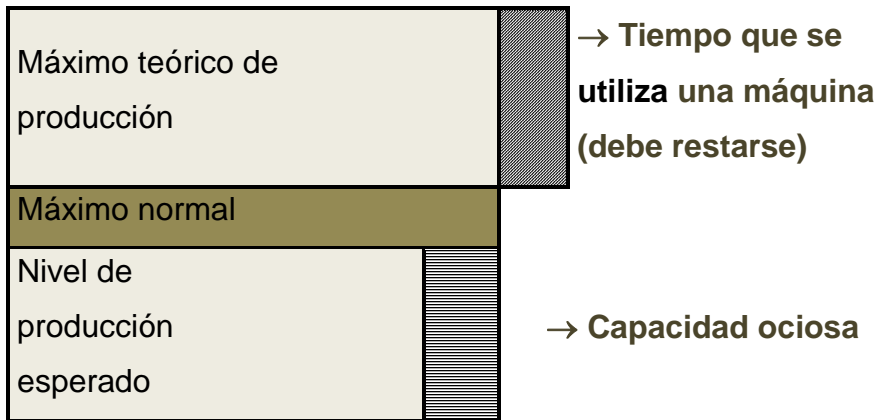 Máximo teórico de
producción
→ Tiempo que se
utiliza una máquina
(debe restarse)
Máximo normal
Nivel de
producción
esperado
→ Capacidad ociosa